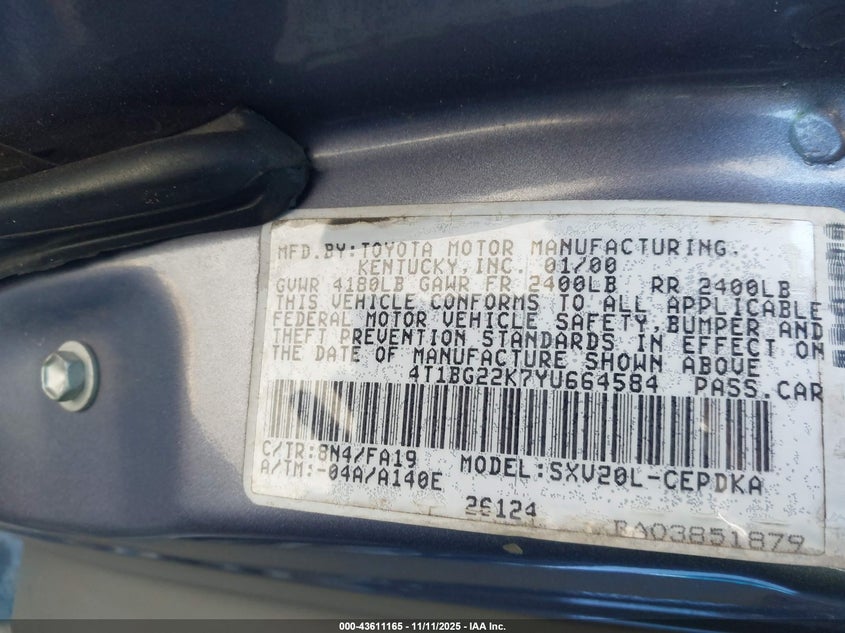 MFD.BY:TOYOTA MOTOR MANUFACTURING,
KENTUCKY,INC. 01/00
GVWR 4180LB GAWR FR 2400LB RR 2400LB
THIS VEHICLE CONFORMS TO ALL APPLICABLE
FEDERAL MOTOR VEHICLE SAFETY,BUMPER AND
THEFT PREVENTION STANDARDS IN EFFECT ON
THE DATE OF MANUFACTURE SHOWN ABOVE
4T1BG22K7YU664584 PASS.CAR
C/TR:8N4/FA19
A/TM:-04A/A140E
MODEL:SXV20L-CEPDKA
26124
EA03851879
000-43611165 - 11/11/2025 - IAA Inc.